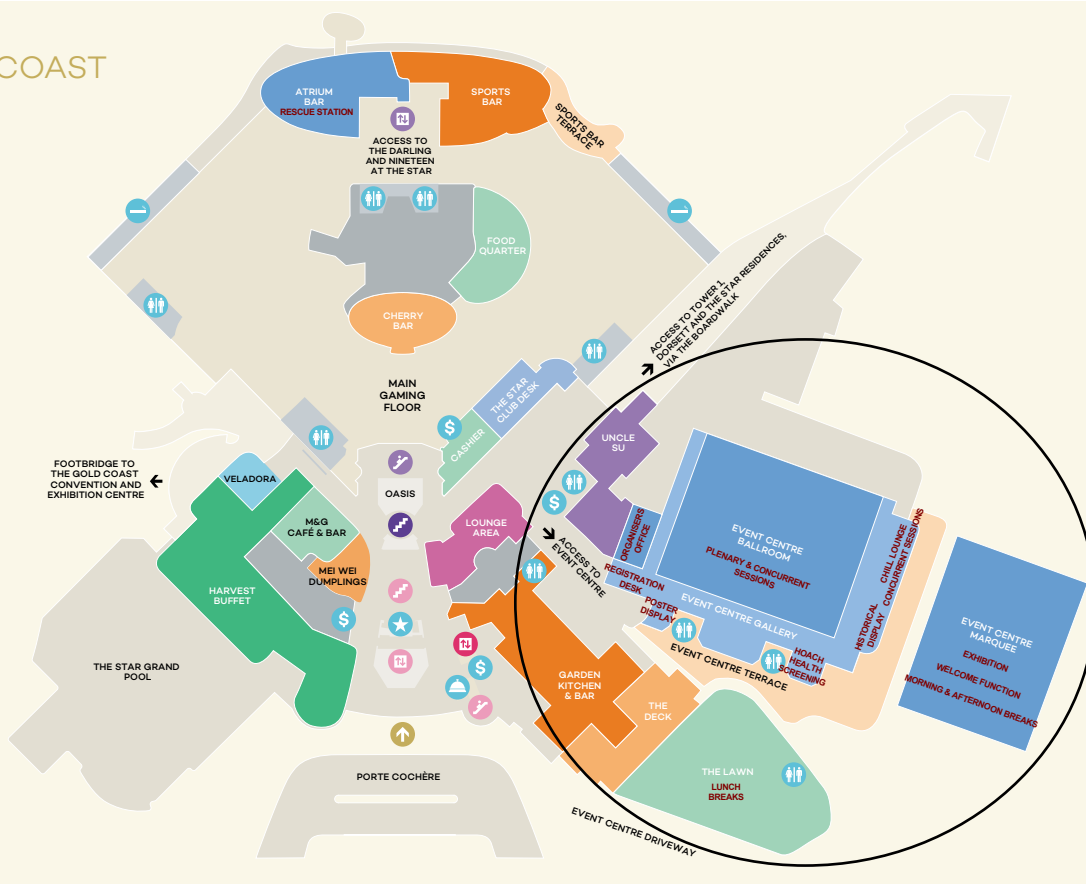 COAST
ATRIUM
BAR
RESCUE STATION
SPORTS
BAR
SPORTS BAR
TERRACE
ACCESS TO
THE DARLING
AND NINETEEN
AT THE STAR
FOOD
QUARTER
CHERRY
BAR
ACCESS TO TOWER 1,
DORSETT AND THE STAR RESIDENCES,
VIA THE BOARDWALK
MAIN
GAMING
FLOOR
THE STAR
CLUB DESK
$
CASHIER
UNCLE
SU
FOOTBRIDGE TO
THE GOLD COAST
CONVENTION AND
EXHIBITION CENTRE
VELADORA
OASIS
$
M&G
CAFÉ & BAR
LOUNGE
AREA
ORGANISERS
OFFICE
ACCESS TO
EVENT CENTRE
EVENT CENTRE
BALLROOM
PLENARY & CONCURRENT
SESSIONS
CHILL LOUNGE
CONCURRENT SESSIONS
MEI WEI
DUMPLINGS
HARVEST
BUFFET
REGISTRATION
DESK
POSTER
DISPLAY
EVENT CENTRE GALLERY
HISTORICAL
DISPLAY
$
EVENT CENTRE
MARQUEE
EXHIBITION
WELCOME FUNCTION
MORNING & AFTERNOON BREAKS
HOACH
HEALTH
SCREENING
EVENT CENTRE TERRACE
THE STAR GRAND
POOL
$
GARDEN
KITCHEN
& BAR
THE
DECK
THE LAWN
LUNCH
BREAKS
PORTE COCHÈRE
EVENT CENTRE DRIVEWAY